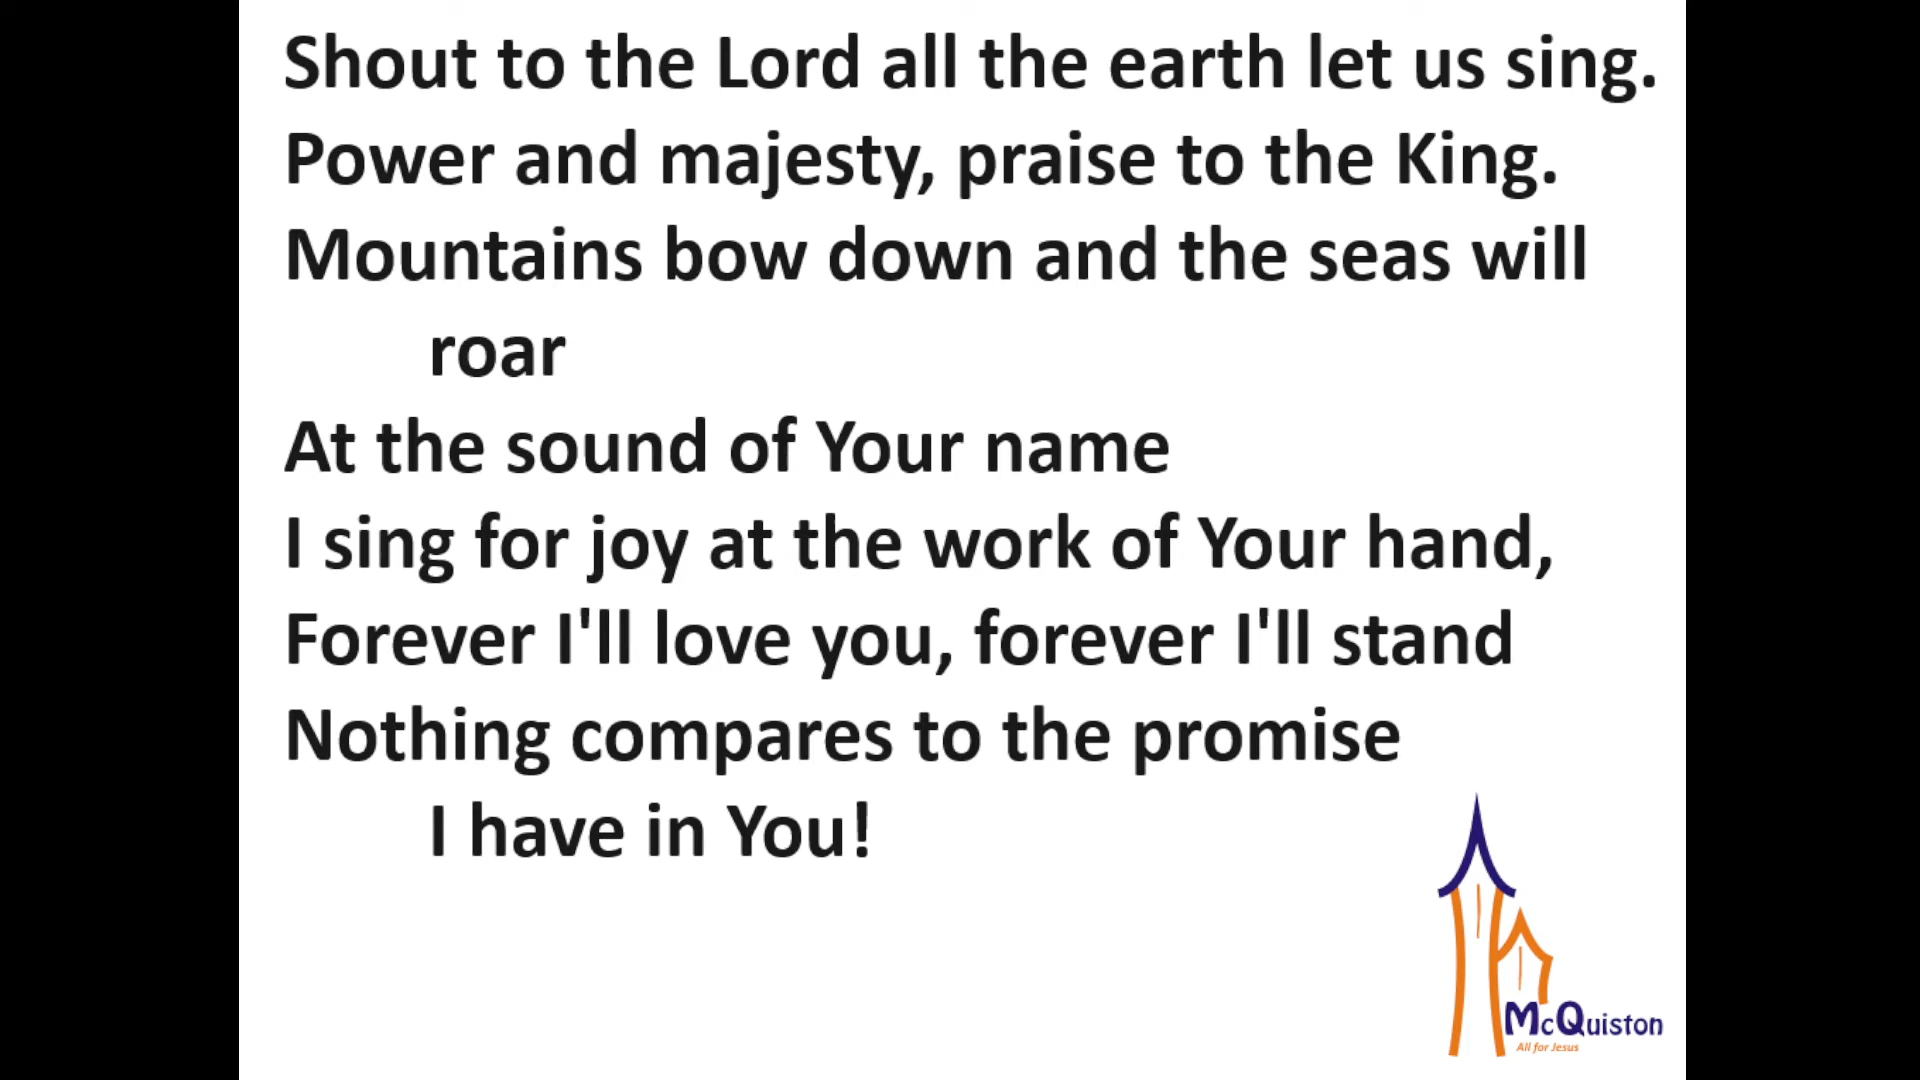 Shout to the Lord all the earth let us sing.
Power and majesty, praise to the King.
Mountains bow down and the seas will
roar
At the sound of Your name
I sing for joy at the work of Your hand,
Forever I'll love you, forever I'll stand
Nothing compares to the promise
I have in You!
McQuiston
All for Jesus